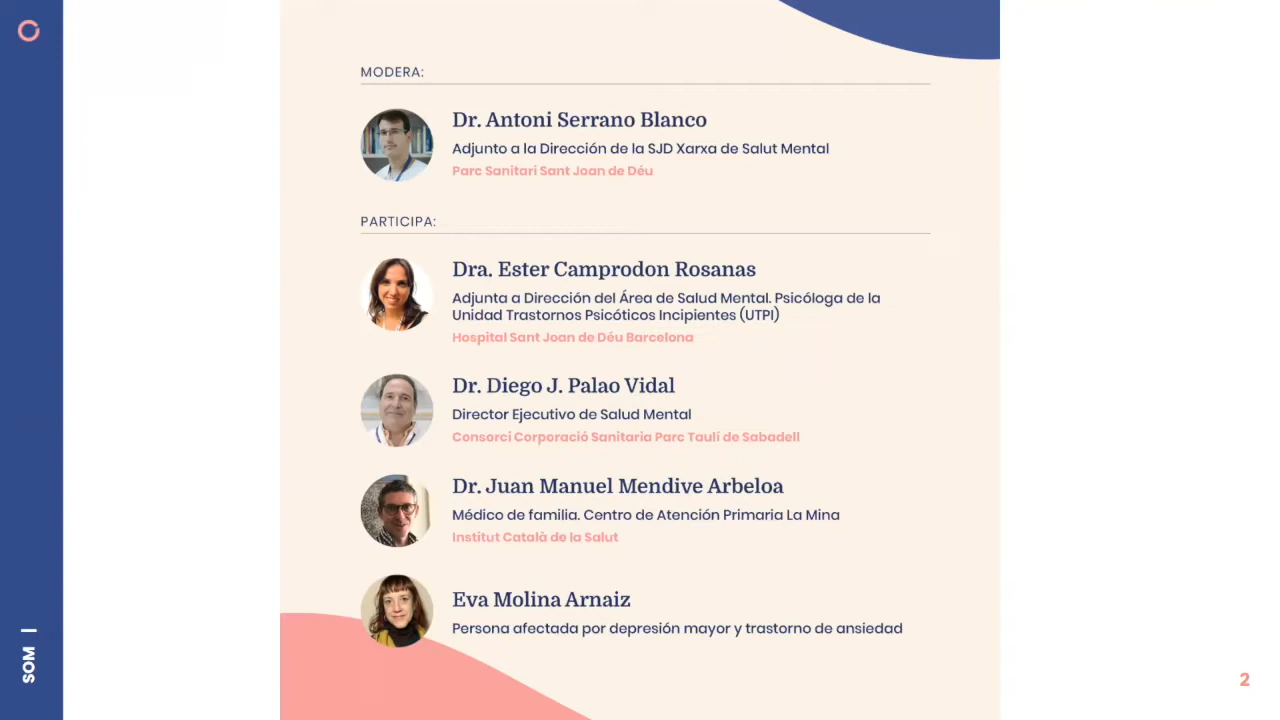 MODERA:
Dr. Antoni Serrano Blanco
Adjunto a la Dirección de la SJD Xarxa de Salut Mental
Parc Sanitari Sant Joan de Déu
PARTICIPA:
Dra. Ester Camprodon Rosanas
Adjunta a Dirección del Área de Salud Mental. Psicóloga de la
Unidad Trastornos Psicóticos Incipientes (UTPI)
Hospital Sant Joan de Déu Barcelona
Dr. Diego J. Palao Vidal
Director Ejecutivo de Salud Mental
Consorci Corporació Sanitaria Parc Taulí de Sabadell
Dr. Juan Manuel Mendive Arbeloa
Médico de familia. Centro de Atención Primaria La Mina
Institut Català de la Salut
Eva Molina Arnaiz
Persona afectada por depresión mayor y trastorno de ansiedad
SOM |
2